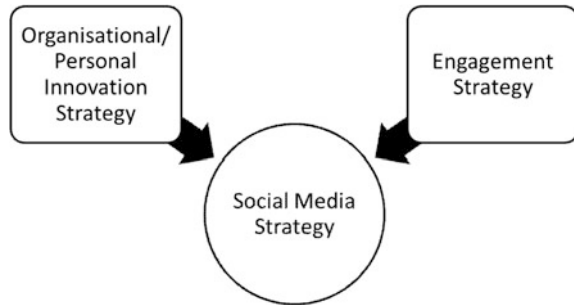 Organisational/
Personal
Innovation
Strategy
Engagement
Strategy
Social Media
Strategy